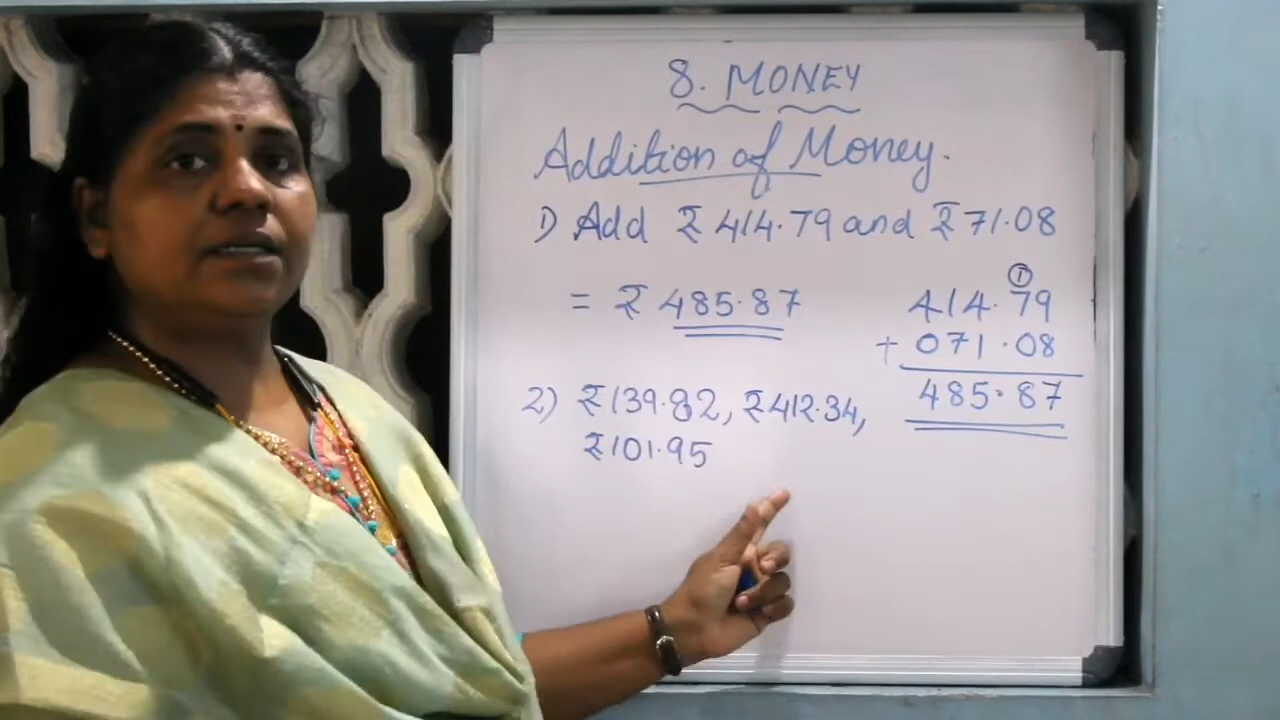 8. MONEY
Addition of Money.
1) Add ₹414.79 and ₹71.08
= ₹ 485.87
1
414.79
+ 071.08
485.87
2) ₹139.82, ₹412.34,
₹101.95